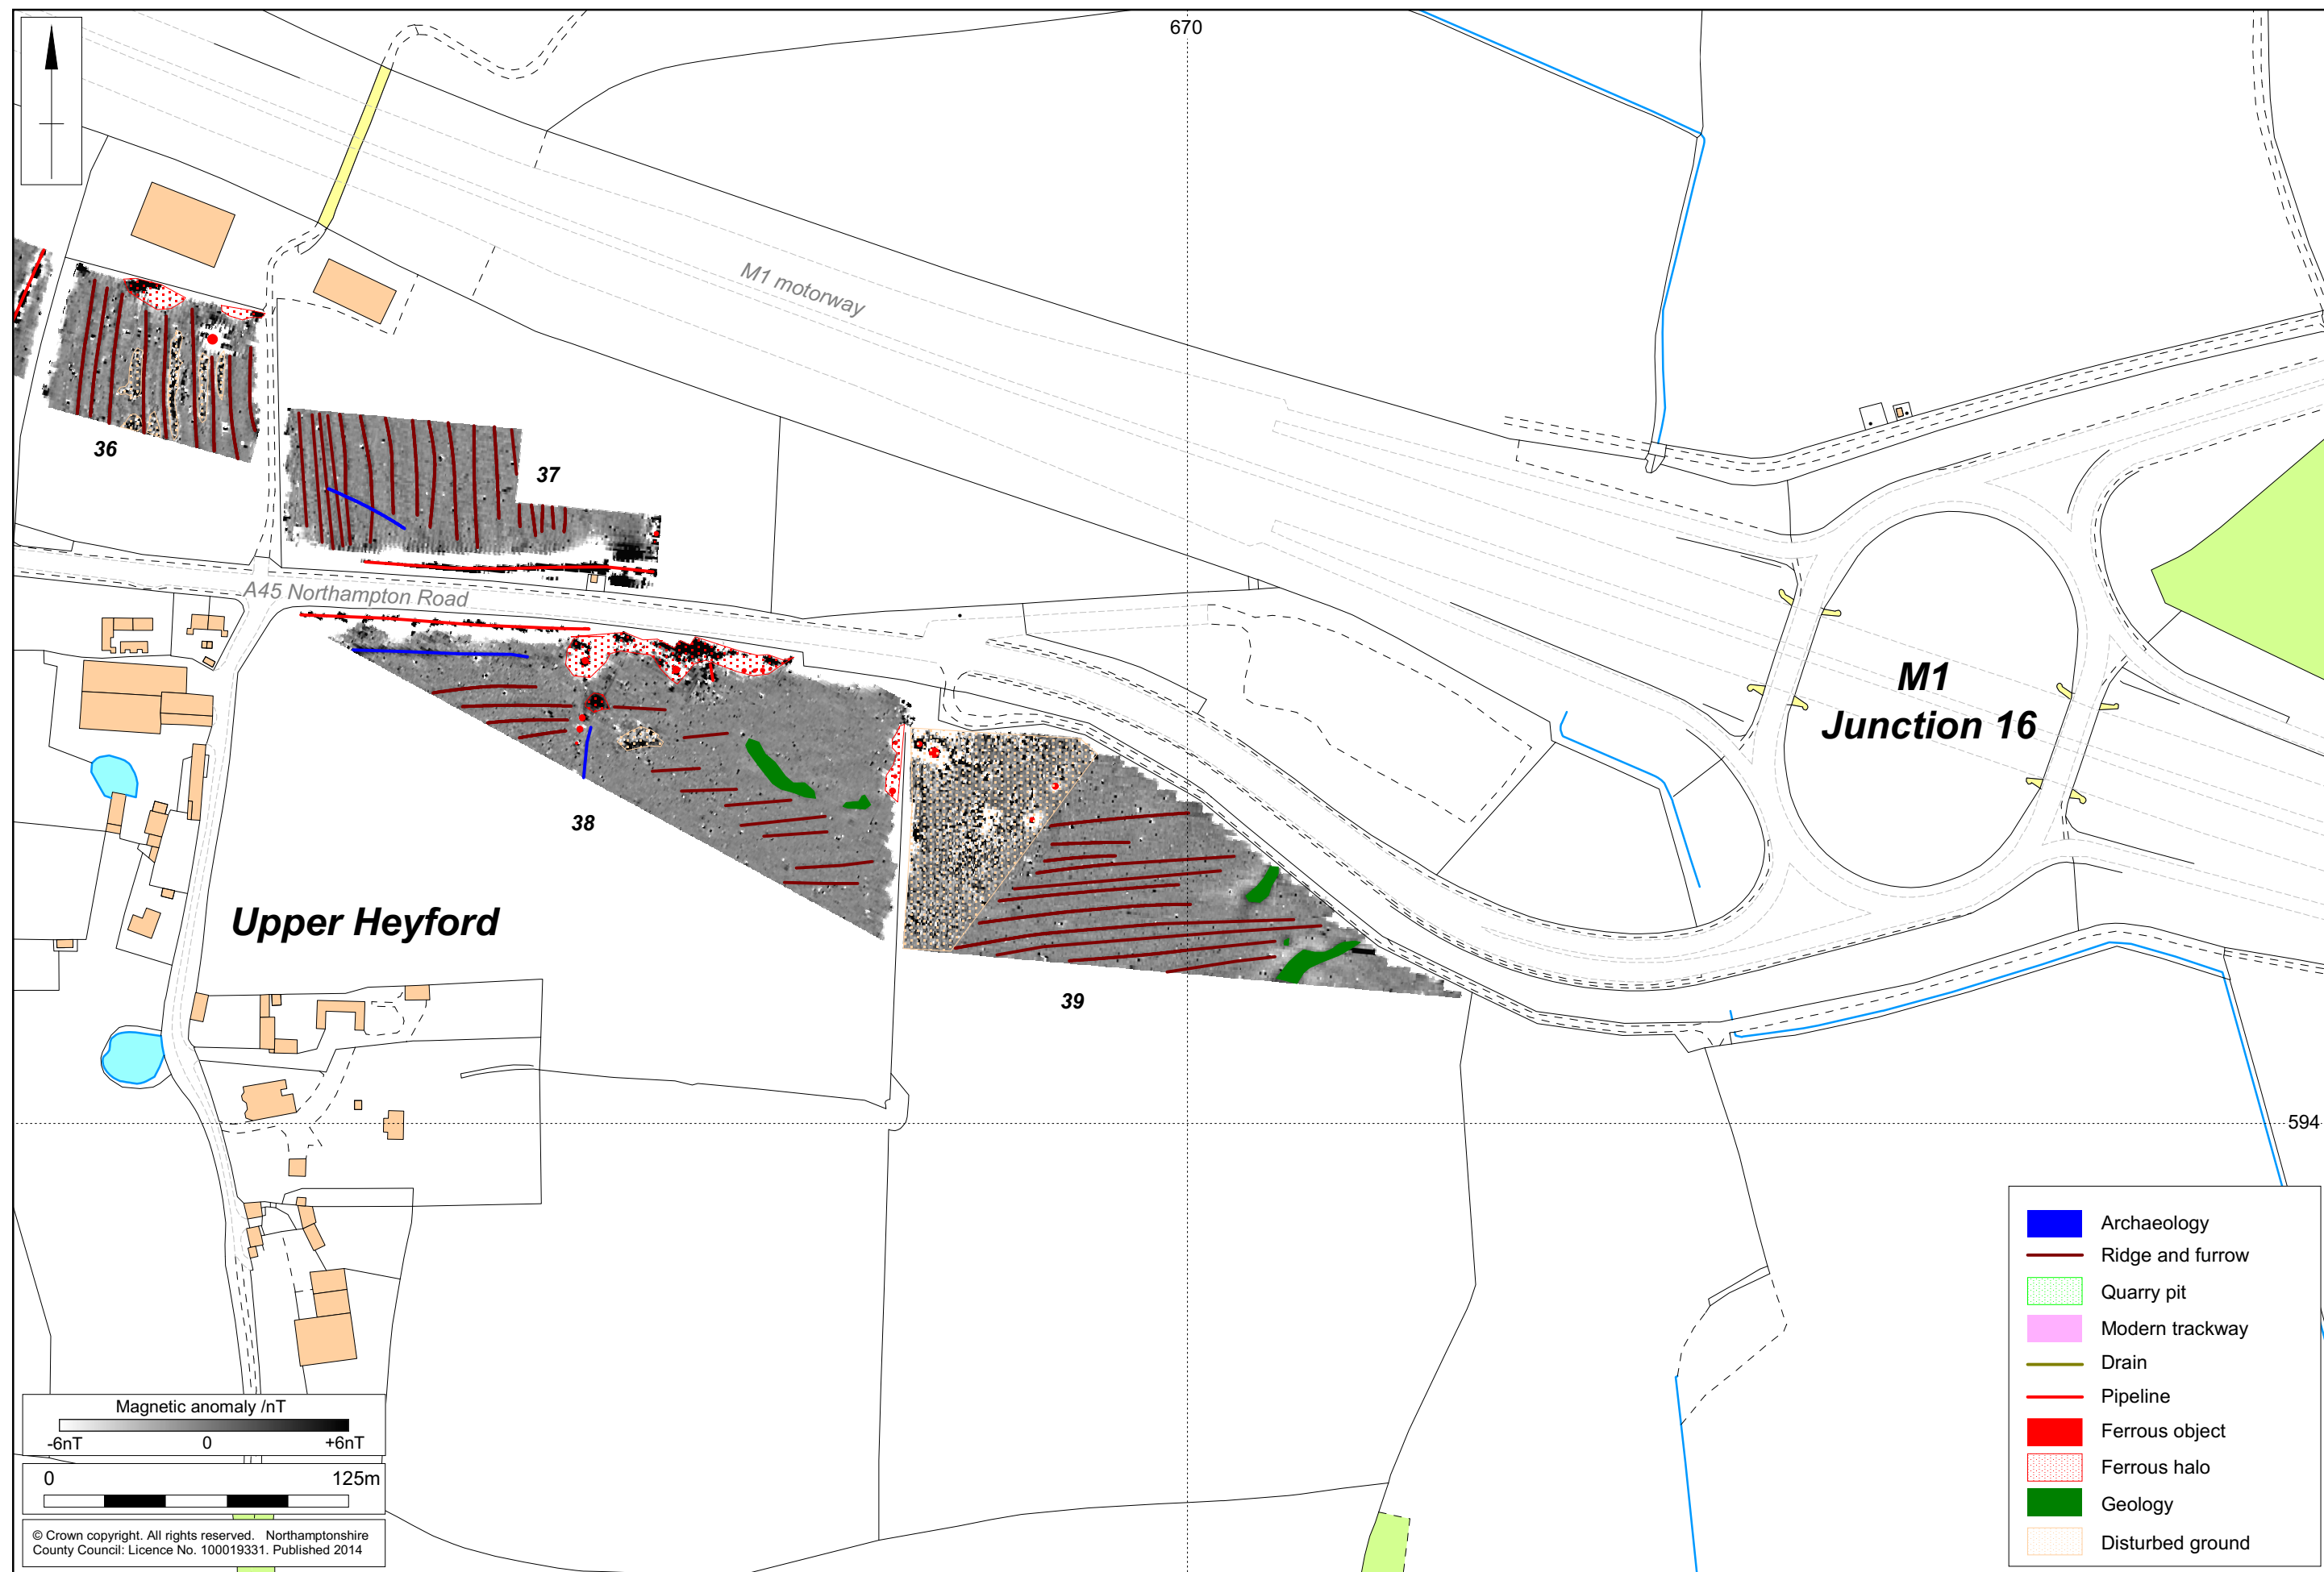 670
M1 motorway
36
37
A45 Northampton Road
M1
Junction 16
38
Upper Heyford
39
594
Archaeology
Ridge and furrow
Quarry pit
Modern trackway
Drain
Pipeline
Ferrous object
Ferrous halo
Geology
Disturbed ground
Magnetic anomaly /nT
-6nT 0 +6nT
0 125m
© Crown copyright. All rights reserved. Northamptonshire
County Council: Licence No. 100019331. Published 2014